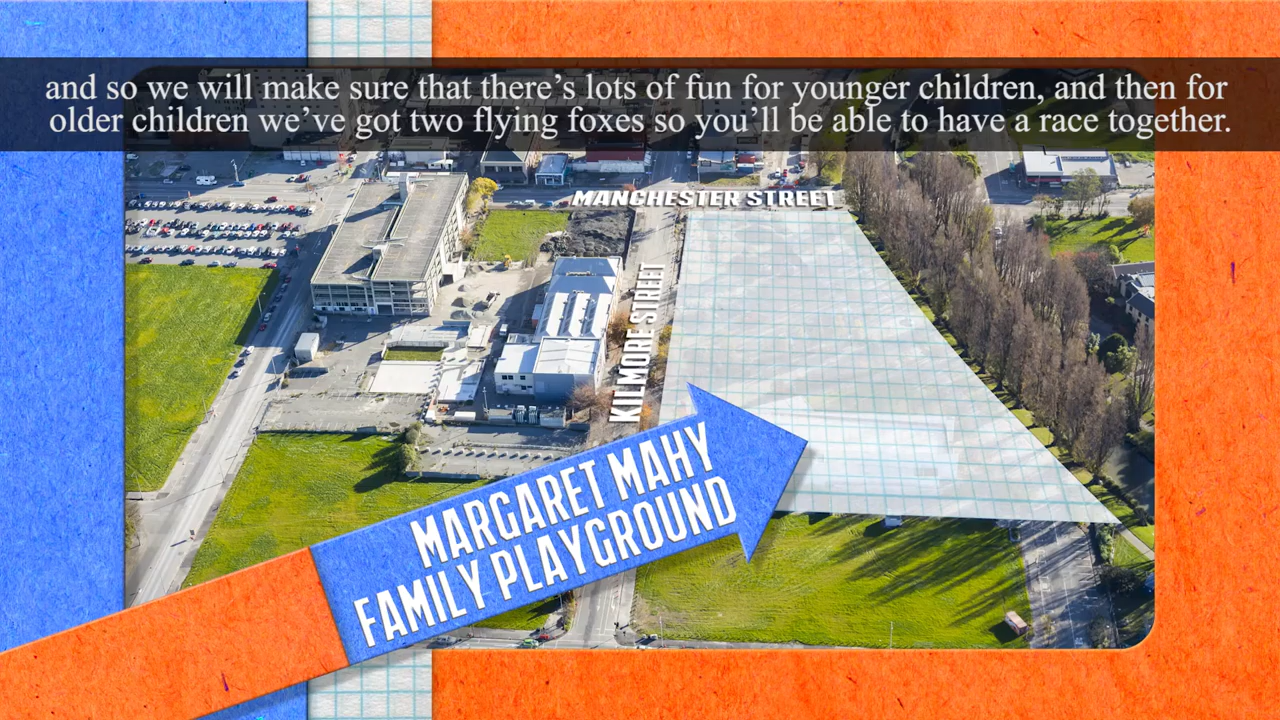 and so we will make sure that there’s lots of fun for younger children, and then for
older children we’ve got two flying foxes so you’ll be able to have a race together.
MANCHESTER STREET
KILMORE STREET
MARGARET MAHY
FAMILY PLAYGROUND